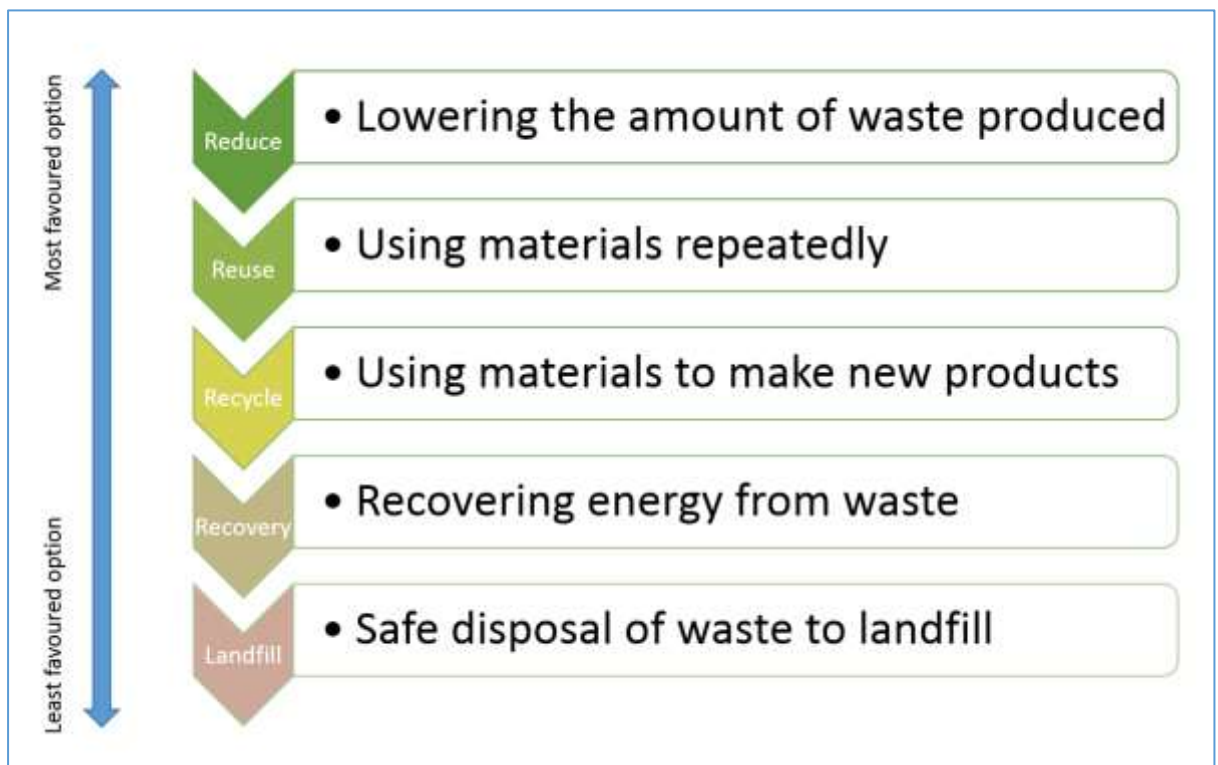 Most favoured option
Reduce
• Lowering the amount of waste produced
Reuse
• Using materials repeatedly
Recycle
• Using materials to make new products
Recovery
• Recovering energy from waste
Least favoured option
Landfill
• Safe disposal of waste to landfill